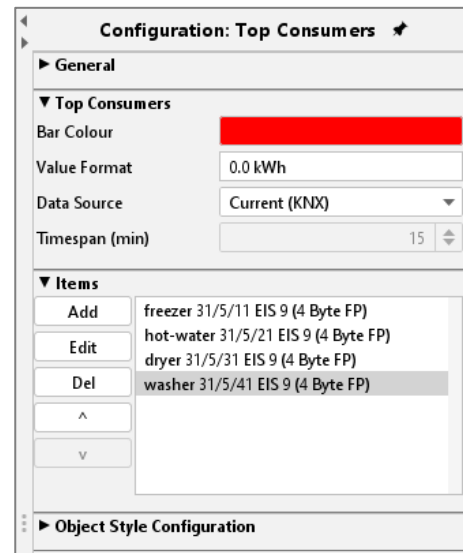 Configuration: Top Consumers
General
Top Consumers
Bar Colour
Value Format 0.0 kWh
Data Source Current (KNX)
Timespan (min) 15
Items
Add
Edit
Del
^
v
freezer 31/5/11 EIS 9 (4 Byte FP)
hot-water 31/5/21 EIS 9 (4 Byte FP)
dryer 31/5/31 EIS 9 (4 Byte FP)
washer 31/5/41 EIS 9 (4 Byte FP)
Object Style Configuration